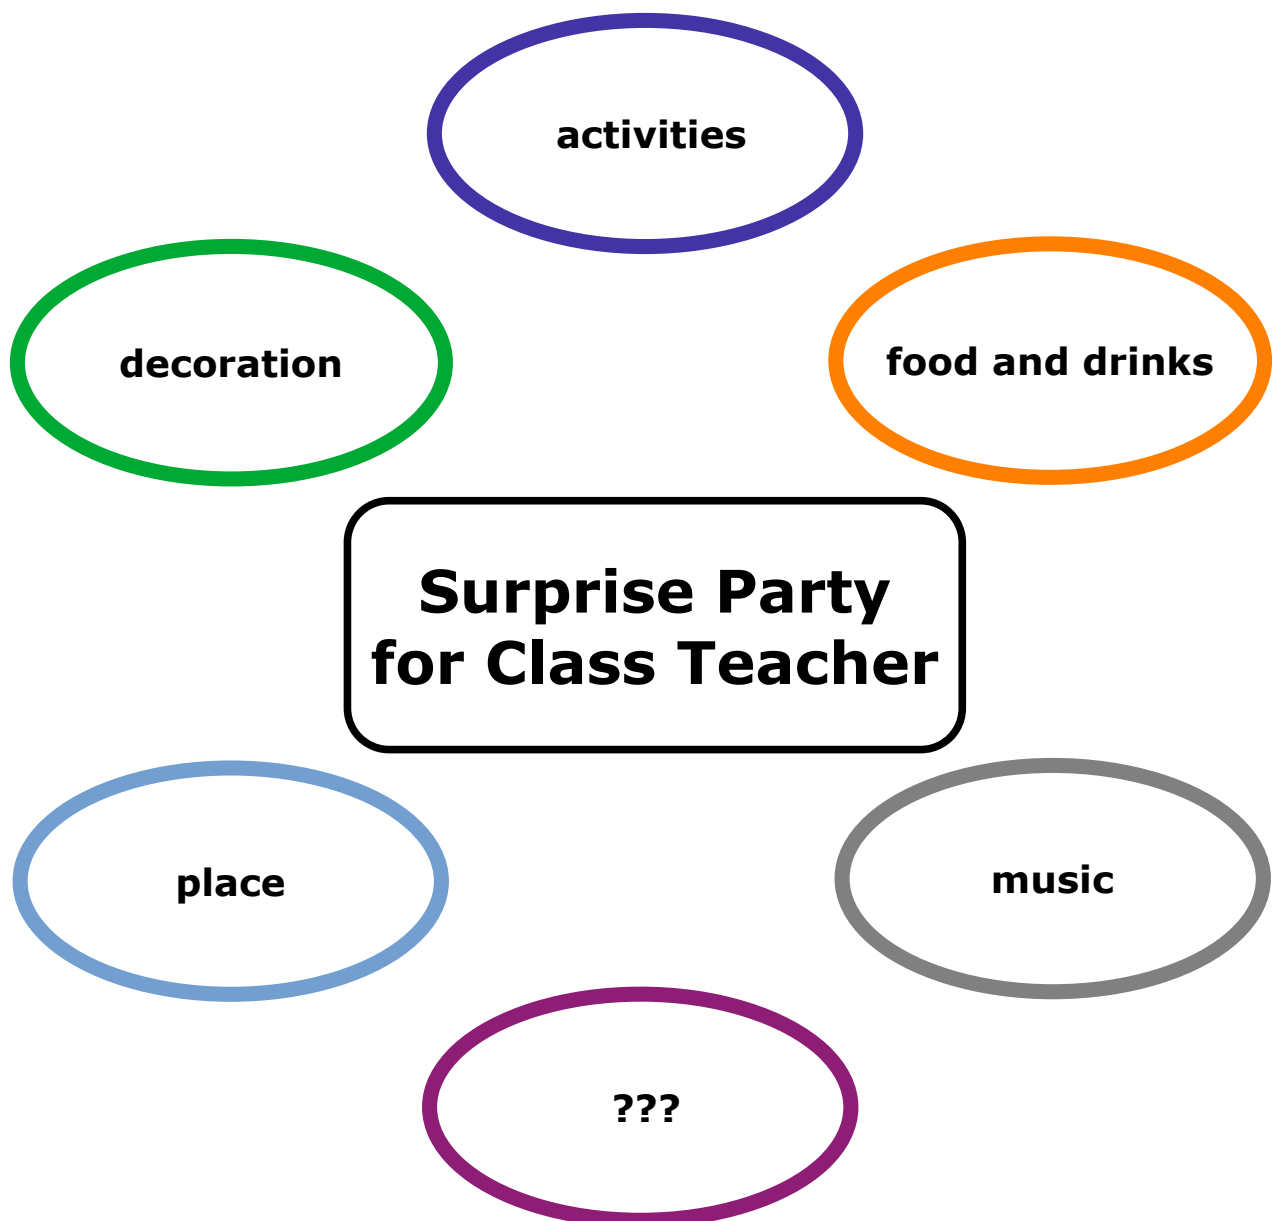 activities
decoration
food and drinks
Surprise Party
for Class Teacher
place
music
???